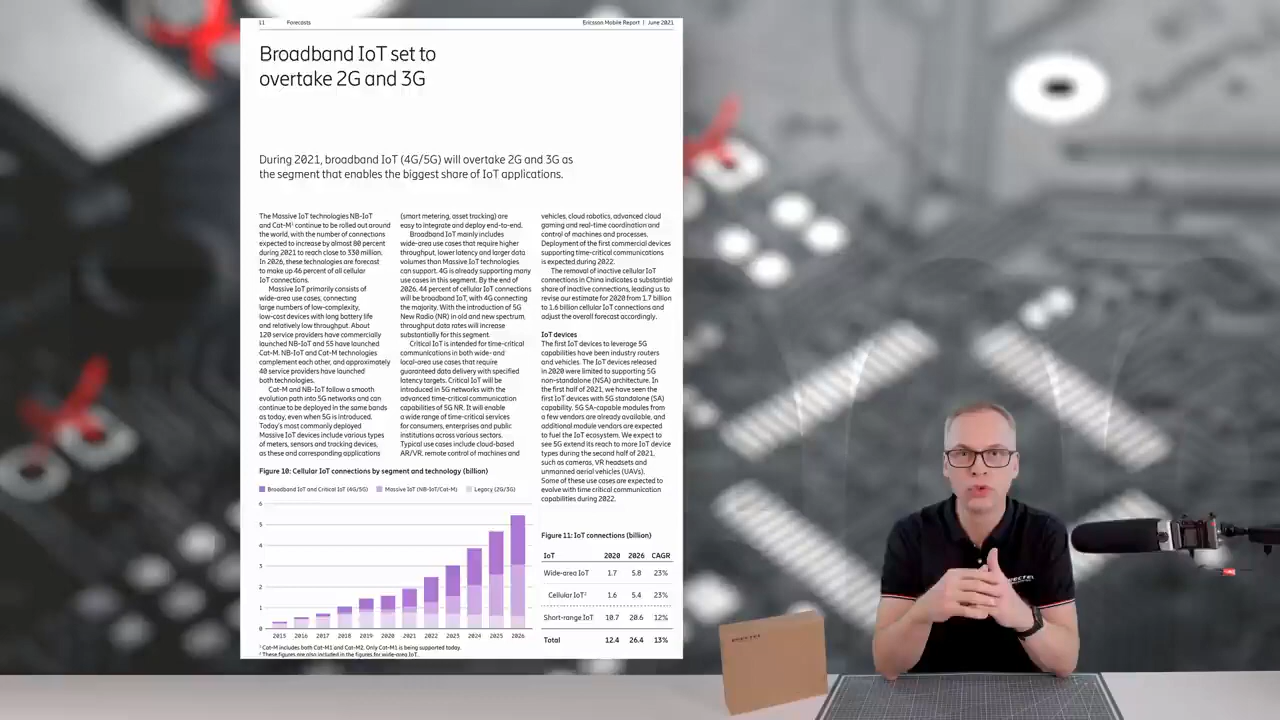 11 Forecasts Ericsson Mobile Report | June 2021
Broadband IoT set to
overtake 2G and 3G
During 2021, broadband IoT (4G/5G) will overtake 2G and 3G as
the segment that enables the biggest share of IoT applications.
The Massive IoT technologies NB-IoT
and Cat-M¹ continue to be rolled out around
the world, with the number of connections
expected to increase by almost 80 percent
during 2021 to reach close to 330 million.
In 2026, these technologies are forecast
to make up 46 percent of all cellular
IoT connections.
Massive IoT primarily consists of
wide-area use cases, connecting
large numbers of low-complexity,
low-cost devices with long battery life
and relatively low throughput. About
120 service providers have commercially
launched NB-IoT and 55 have launched
Cat-M. NB-IoT and Cat-M technologies
complement each other, and approximately
40 service providers have launched
both technologies.
Cat-M and NB-IoT follow a smooth
evolution path into 5G networks and can
continue to be deployed in the same bands
as today, even when 5G is introduced.
Today's most commonly deployed
Massive IoT devices include various types
of meters, sensors and tracking devices,
as these and corresponding applications
(smart metering, asset tracking) are
easy to integrate and deploy end-to-end.
Broadband IoT mainly includes
wide-area use cases that require higher
throughput, lower latency and larger data
volumes than Massive IoT technologies
can support. 4G is already supporting many
use cases in this segment. By the end of
2026, 44 percent of cellular IoT connections
will be broadband IoT, with 4G connecting
the majority. With the introduction of 5G
New Radio (NR) in old and new spectrum,
throughput data rates will increase
substantially for this segment.
Critical IoT is intended for time-critical
communications in both wide- and
local-area use cases that require
guaranteed data delivery with specified
latency targets. Critical IoT will be
introduced in 5G networks with the
advanced time-critical communication
capabilities of 5G NR. It will enable
a wide range of time-critical services
for consumers, enterprises and public
institutions across various sectors.
Typical use cases include cloud-based
AR/VR, remote control of machines and
vehicles, cloud robotics, advanced cloud
gaming and real-time coordination and
control of machines and processes.
Deployment of the first commercial devices
supporting time-critical communications
is expected during 2022.
The removal of inactive cellular IoT
connections in China indicates a substantial
share of inactive connections, leading us to
revise our estimate for 2020 from 1.7 billion
to 1.6 billion cellular IoT connections and
adjust the overall forecast accordingly.
IoT devices
The first IoT devices to leverage 5G
capabilities have been industry routers
and vehicles. The IoT devices released
in 2020 were limited to supporting 5G
non-standalone (NSA) architecture. In
the first half of 2021, we have seen the
first IoT devices with 5G standalone (SA)
capability. 5G SA-capable modules from
a few vendors are already available, and
additional module vendors are expected
to fuel the IoT ecosystem. We expect to
see 5G extend its reach to more IoT device
types during the second half of 2021,
such as cameras, VR headsets and
unmanned aerial vehicles (UAVs).
Some of these use cases are expected to
evolve with time critical communication
capabilities during 2022.
Figure 10: Cellular IoT connections by segment and technology (billion)
Broadband IoT and Critical IoT (4G/5G) Massive IoT (NB-IoT/Cat-M) Legacy (2G/3G)
6
5
4
3
2
1
0
2015 2016 2017 2018 2019 2020 2021 2022 2023 2024 2025 2026
¹ Cat-M includes both Cat-M1 and Cat-M2. Only Cat-M1 is being supported today.
² These figures are also included in the figures for wide-area IoT.
Figure 11: IoT connections (billion)
IoT 2020 2026 CAGR
Wide-area IoT 1.7 5.8 23%
Cellular IoT² 1.6 5.4 23%
Short-range IoT 10.7 20.6 12%
Total 12.4 26.4 13%